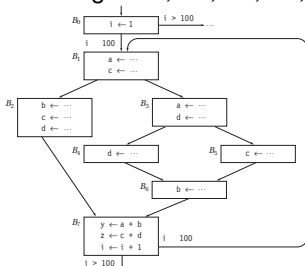 B0
i ← 1
i > 100
...
i 100
B1
a ← ...
c ← ...
B2
b ← ...
c ← ...
d ← ...
B3
a ← ...
d ← ...
B4
d ← ...
B5
c ← ...
B6
b ← ...
B7
y ← a + b
z ← c + d
i ← i + 1
i 100
i > 100